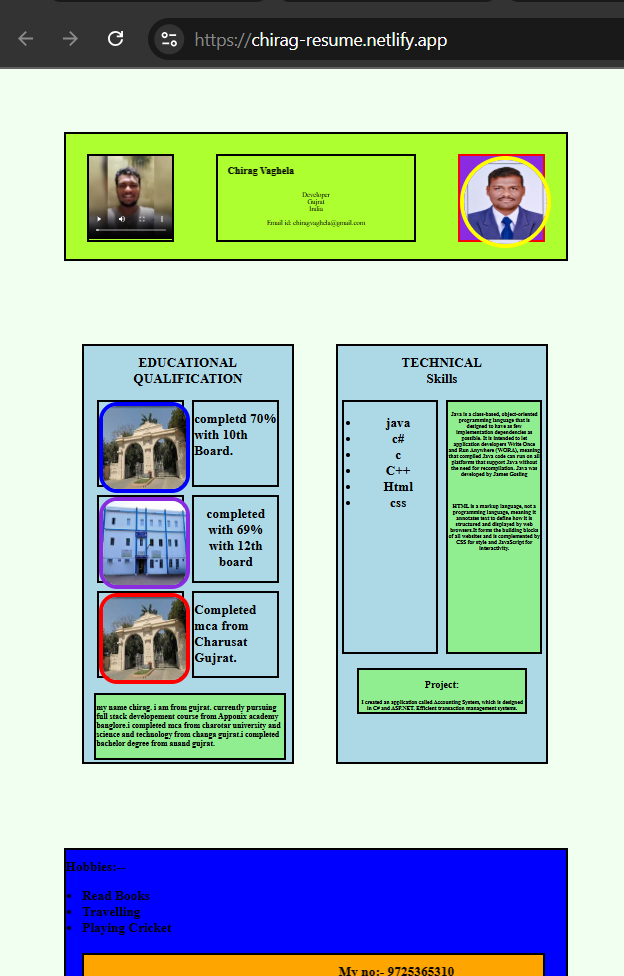 https://chirag-resume.netlify.app
Chirag Vaghela
Developer
Gujrat
India
Email id: chiragvaghela@gmail.com
EDUCATIONAL
QUALIFICATION
completd 70%
with 10th
Board.
completed
with 69%
with 12th
board
Completed
mca from
Charusat
Gujrat.
my name chirag. i am from gujrat. currently pursuing
full stack developement course from Apponix academy
banglore.i completed mca from charotar university and
science and technology from changa gujrat.i completed
bachelor degree from anand gujrat.
TECHNICAL
Skills
java
c#
c
C++
Html
css
Java is a class-based, object-oriented
programming language that is
designed to have as few
implementation dependencies as
possible. It is intended to let
application developers Write Once
and Run Anywhere (WORA), meaning
that compiled Java code can run on all
platforms that support Java without
the need for recompilation. Java was
developed by James Gosling
HTML is a markup language, not a
programming language, meaning it
annotates text to define how it is
structured and displayed by web
browsers.It forms the building blocks
of all websites and is complemented by
CSS for style and JavaScript for
interactivity.
Project:
I created an application called Accounting System, which is designed
in C# and ASP.NET. Efficient transaction management systems.
Hobbies:--
Read Books
Travelling
Playing Cricket
My no:- 9725365310